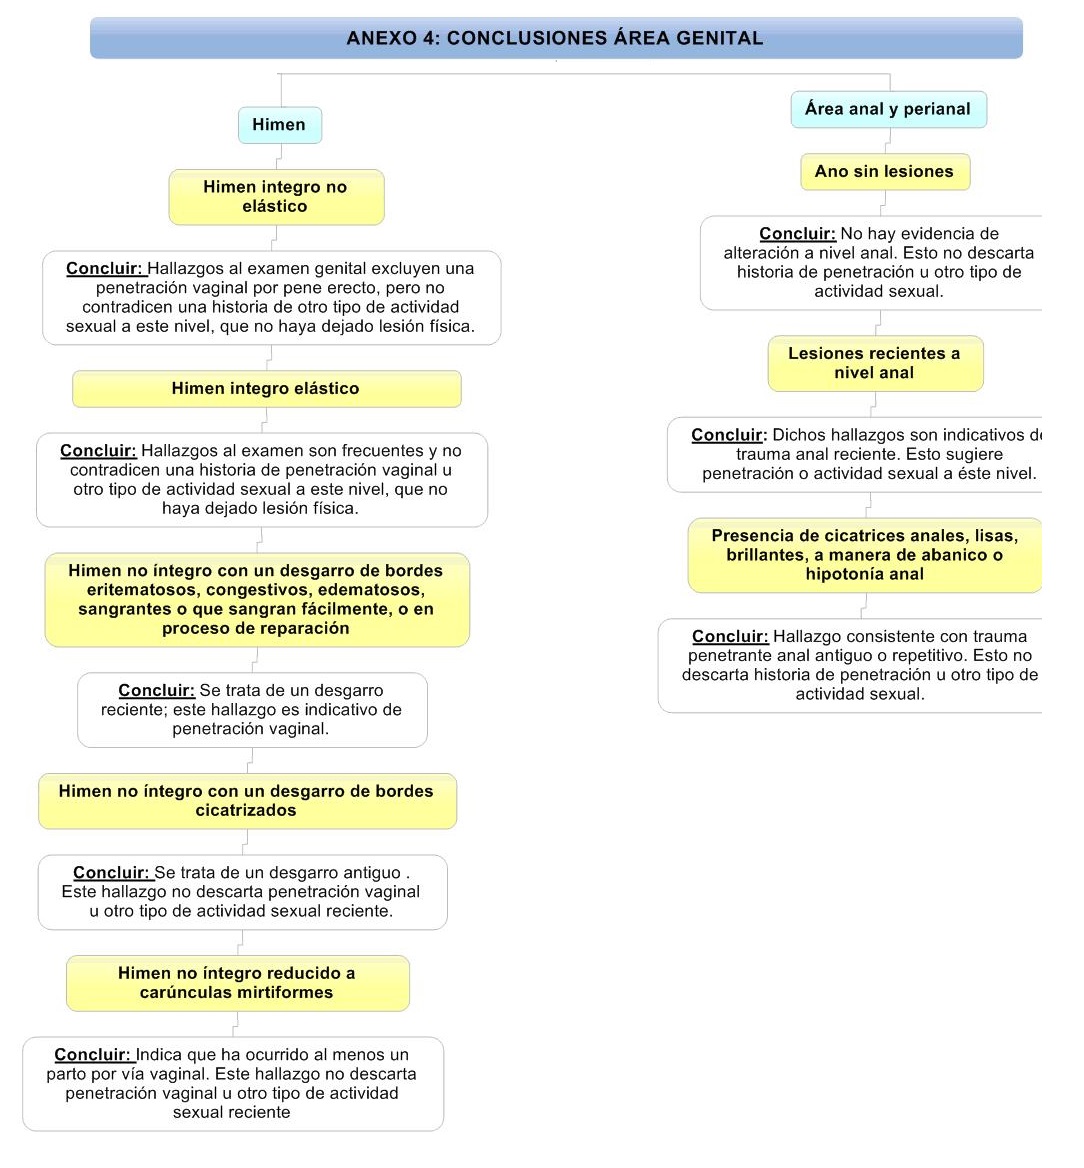 ANEXO 4: CONCLUSIONES ÁREA GENITAL
Himen
Himen integro no
elástico
Concluir: Hallazgos al examen genital excluyen una
penetración vaginal por pene erecto, pero no
contradicen una historia de otro tipo de actividad
sexual a este nivel, que no haya dejado lesión física.
Himen integro elástico
Concluir: Hallazgos al examen son frecuentes y no
contradicen una historia de penetración vaginal u
otro tipo de actividad sexual a este nivel, que no
haya dejado lesión física.
Himen no íntegro con un desgarro de bordes
eritematosos, congestivos, edematosos,
sangrantes o que sangran fácilmente, o en
proceso de reparación
Concluir: Se trata de un desgarro
reciente; este hallazgo es indicativo de
penetración vaginal.
Himen no íntegro con un desgarro de bordes
cicatrizados
Concluir: Se trata de un desgarro antiguo .
Este hallazgo no descarta penetración vaginal
u otro tipo de actividad sexual reciente.
Himen no íntegro reducido a
carúnculas mirtiformes
Concluir: Indica que ha ocurrido al menos un
parto por vía vaginal. Este hallazgo no descarta
penetración vaginal u otro tipo de actividad
sexual reciente
Área anal y perianal
Ano sin lesiones
Concluir: No hay evidencia de
alteración a nivel anal. Esto no descarta
historia de penetración u otro tipo de
actividad sexual.
Lesiones recientes a
nivel anal
Concluir: Dichos hallazgos son indicativos de
trauma anal reciente. Esto sugiere
penetración o actividad sexual a éste nivel.
Presencia de cicatrices anales, lisas,
brillantes, a manera de abanico o
hipotonía anal
Concluir: Hallazgo consistente con trauma
penetrante anal antiguo o repetitivo. Esto no
descarta historia de penetración u otro tipo de
actividad sexual.